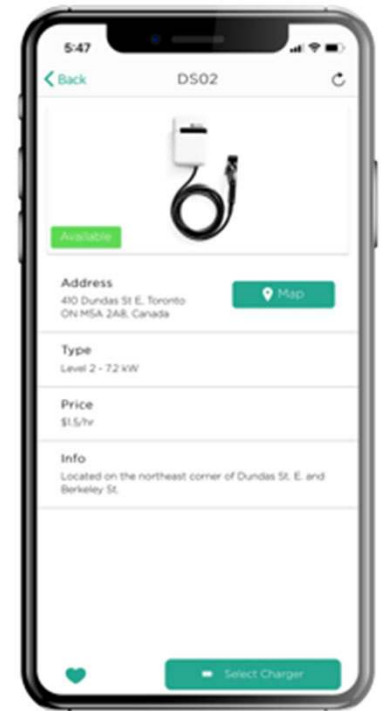 5:47
Back
DS02
Available
Address
410 Dundas St E, Toronto
ON M5A 2A8, Canada
Map
Type
Level 2 - 7.2 kW
Price
$1.5/hr
Info
Located on the northeast corner of Dundas St. E. and
Berkeley St.
Select Charger